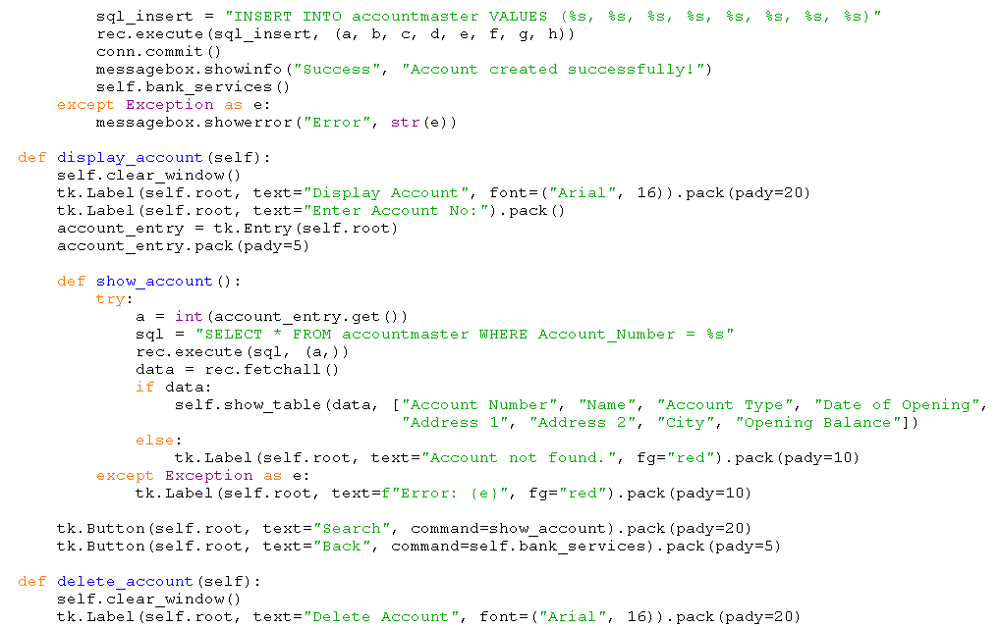 sql_insert = "INSERT INTO accountmaster VALUES (%s, %s, %s, %s, %s, %s, %s, %s)"
        rec.execute(sql_insert, (a, b, c, d, e, f, g, h))
        conn.commit()
        messagebox.showinfo("Success", "Account created successfully!")
        self.bank_services()
    except Exception as e:
        messagebox.showerror("Error", str(e))

def display_account(self):
    self.clear_window()
    tk.Label(self.root, text="Display Account", font=("Arial", 16)).pack(pady=20)
    tk.Label(self.root, text="Enter Account No:").pack()
    account_entry = tk.Entry(self.root)
    account_entry.pack(pady=5)

    def show_account():
        try:
            a = int(account_entry.get())
            sql = "SELECT * FROM accountmaster WHERE Account_Number = %s"
            rec.execute(sql, (a,))
            data = rec.fetchall()
            if data:
                self.show_table(data, ["Account Number", "Name", "Account Type", "Date of Opening",
                                       "Address 1", "Address 2", "City", "Opening Balance"])
            else:
                tk.Label(self.root, text="Account not found.", fg="red").pack(pady=10)
        except Exception as e:
            tk.Label(self.root, text=f"Error: {e}", fg="red").pack(pady=10)

    tk.Button(self.root, text="Search", command=show_account).pack(pady=20)
    tk.Button(self.root, text="Back", command=self.bank_services).pack(pady=5)

def delete_account(self):
    self.clear_window()
    tk.Label(self.root, text="Delete Account", font=("Arial", 16)).pack(pady=20)